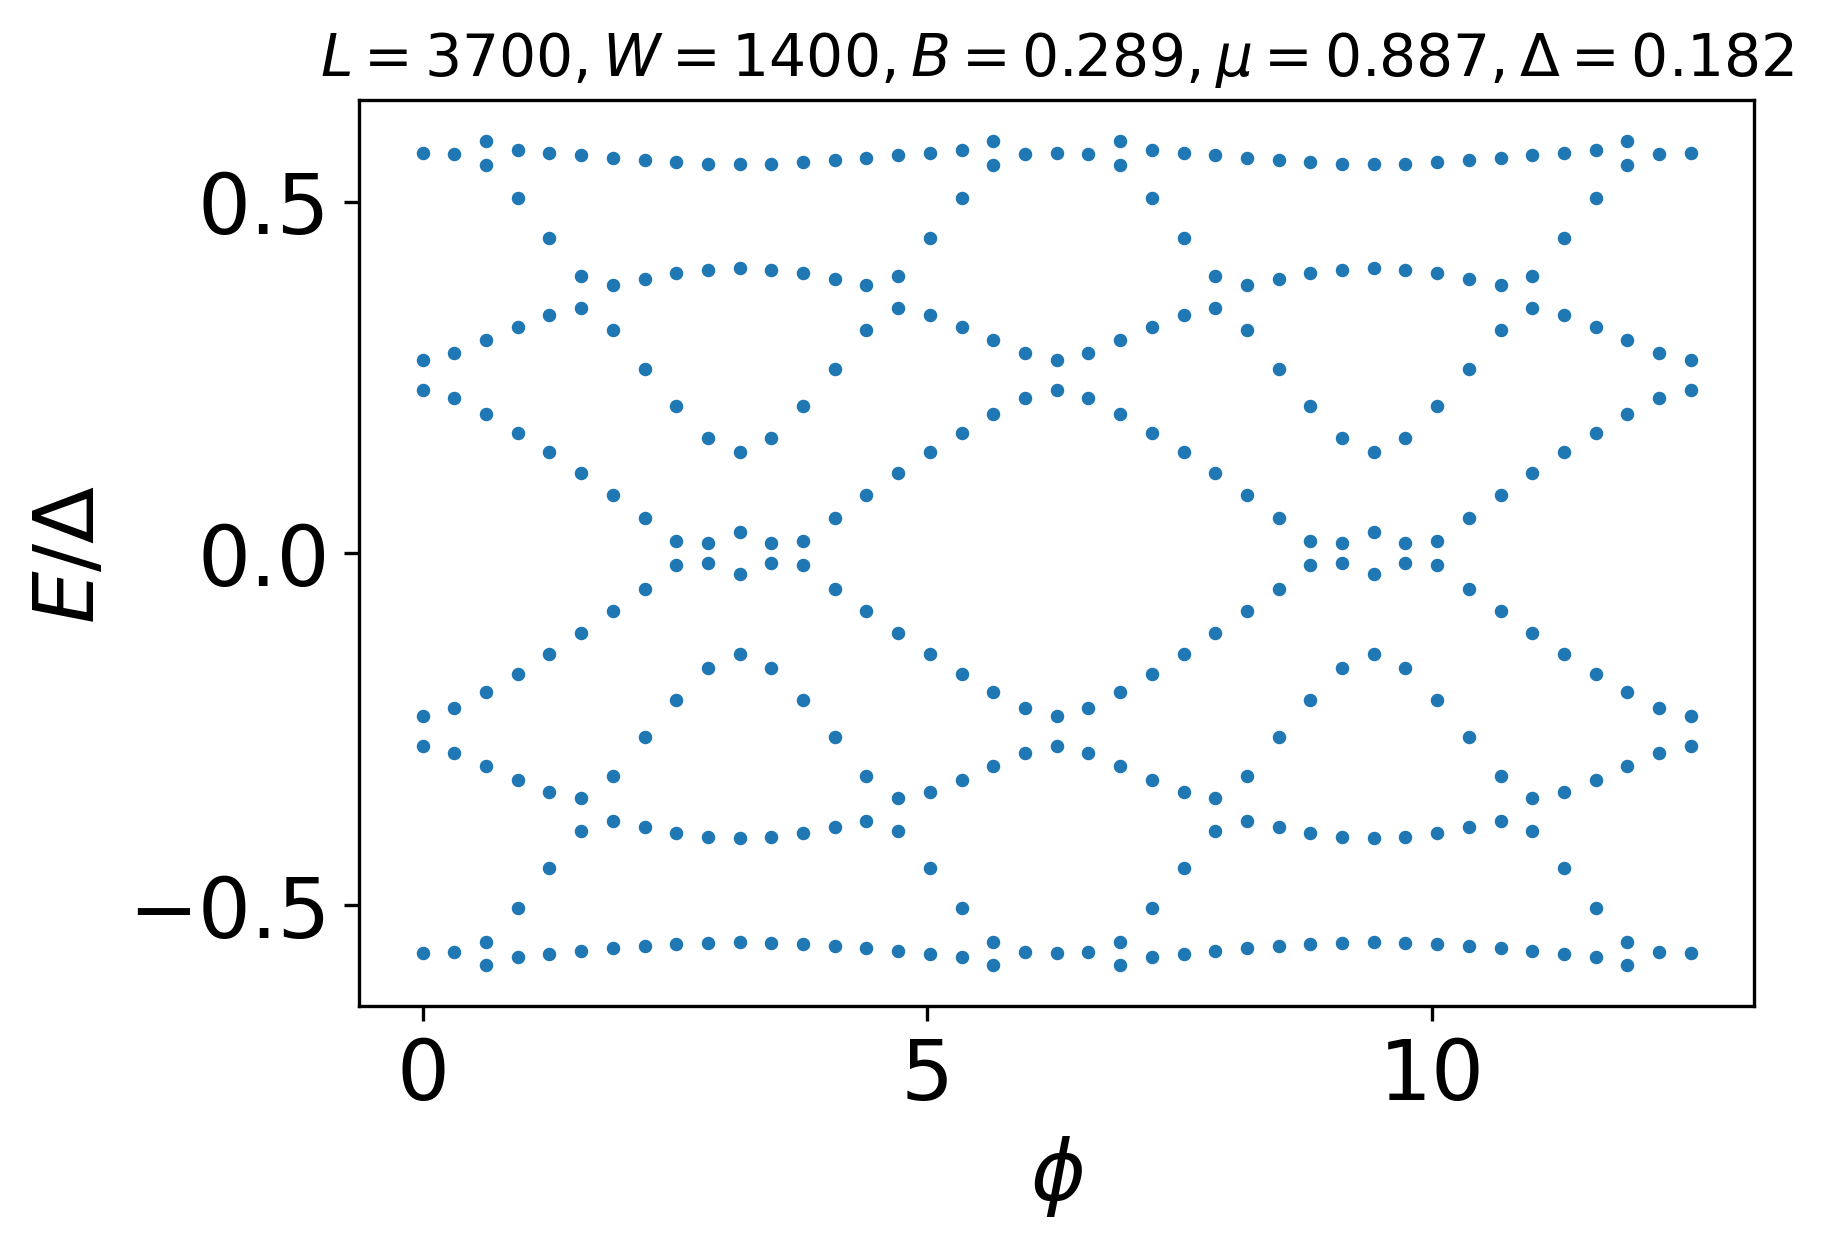 L = 3700, W = 1400, B = 0.289, μ = 0.887, Δ = 0.182
0.5
0.0
−0.5
E/Δ
0 5 10
ϕ